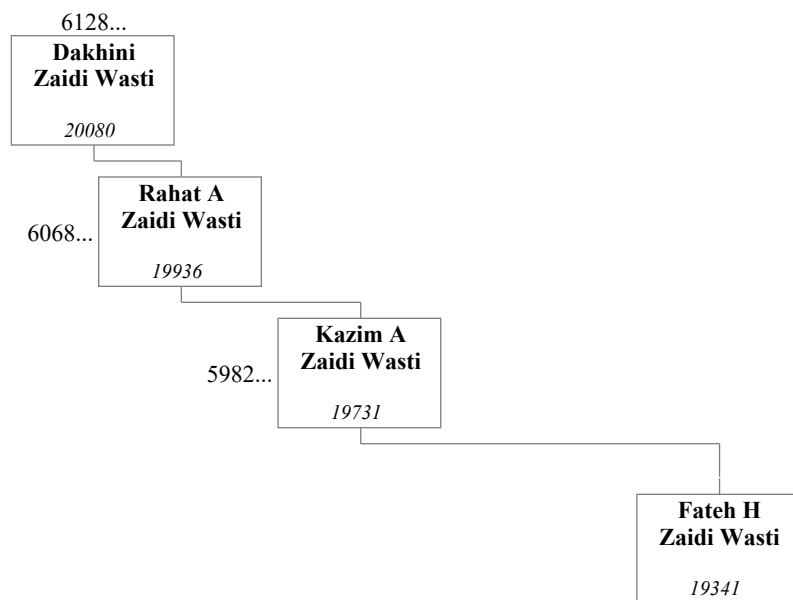 6128...
Dakhini
Zaidi Wasti
20080
Rahat A
Zaidi Wasti
6068...
19936
Kazim A
Zaidi Wasti
5982...
19731
Fateh H
Zaidi Wasti
19341